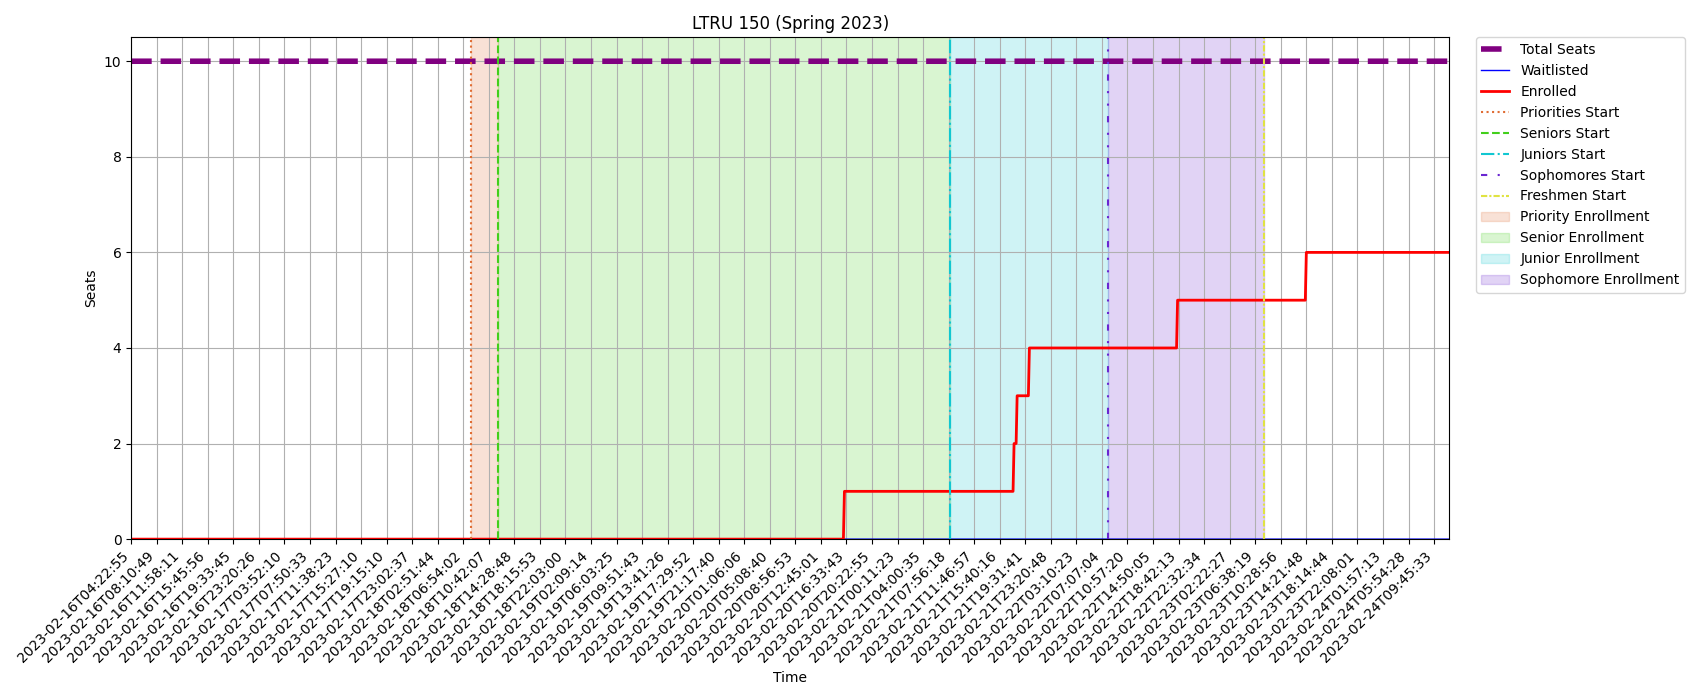 LTRU 150 (Spring 2023)
10
8
6
4
2
0
Seats
2023-02-16T04:22:55
2023-02-16T08:10:49
2023-02-16T11:58:11
2023-02-16T15:45:56
2023-02-16T19:33:45
2023-02-16T23:20:26
2023-02-17T03:52:10
2023-02-17T07:50:33
2023-02-17T11:38:23
2023-02-17T15:27:10
2023-02-17T19:15:10
2023-02-17T23:02:37
2023-02-18T02:51:44
2023-02-18T06:54:02
2023-02-18T10:42:07
2023-02-18T14:28:48
2023-02-18T18:15:53
2023-02-18T22:03:00
2023-02-19T02:09:14
2023-02-19T06:03:25
2023-02-19T09:51:43
2023-02-19T13:41:26
2023-02-19T17:29:52
2023-02-19T21:17:40
2023-02-20T01:06:06
2023-02-20T05:08:40
2023-02-20T08:56:53
2023-02-20T12:45:01
2023-02-20T16:33:43
2023-02-20T20:22:55
2023-02-21T00:11:23
2023-02-21T04:00:35
2023-02-21T07:56:18
2023-02-21T11:46:57
2023-02-21T15:40:16
2023-02-21T19:31:41
2023-02-21T23:20:48
2023-02-22T03:10:23
2023-02-22T07:07:04
2023-02-22T10:57:20
2023-02-22T14:50:05
2023-02-22T18:42:13
2023-02-22T22:32:34
2023-02-23T02:22:27
2023-02-23T06:38:19
2023-02-23T10:28:56
2023-02-23T14:21:48
2023-02-23T18:14:44
2023-02-23T22:08:01
2023-02-24T01:57:13
2023-02-24T05:54:28
2023-02-24T09:45:33
Time
Total Seats
Waitlisted
Enrolled
Priorities Start
Seniors Start
Juniors Start
Sophomores Start
Freshmen Start
Priority Enrollment
Senior Enrollment
Junior Enrollment
Sophomore Enrollment